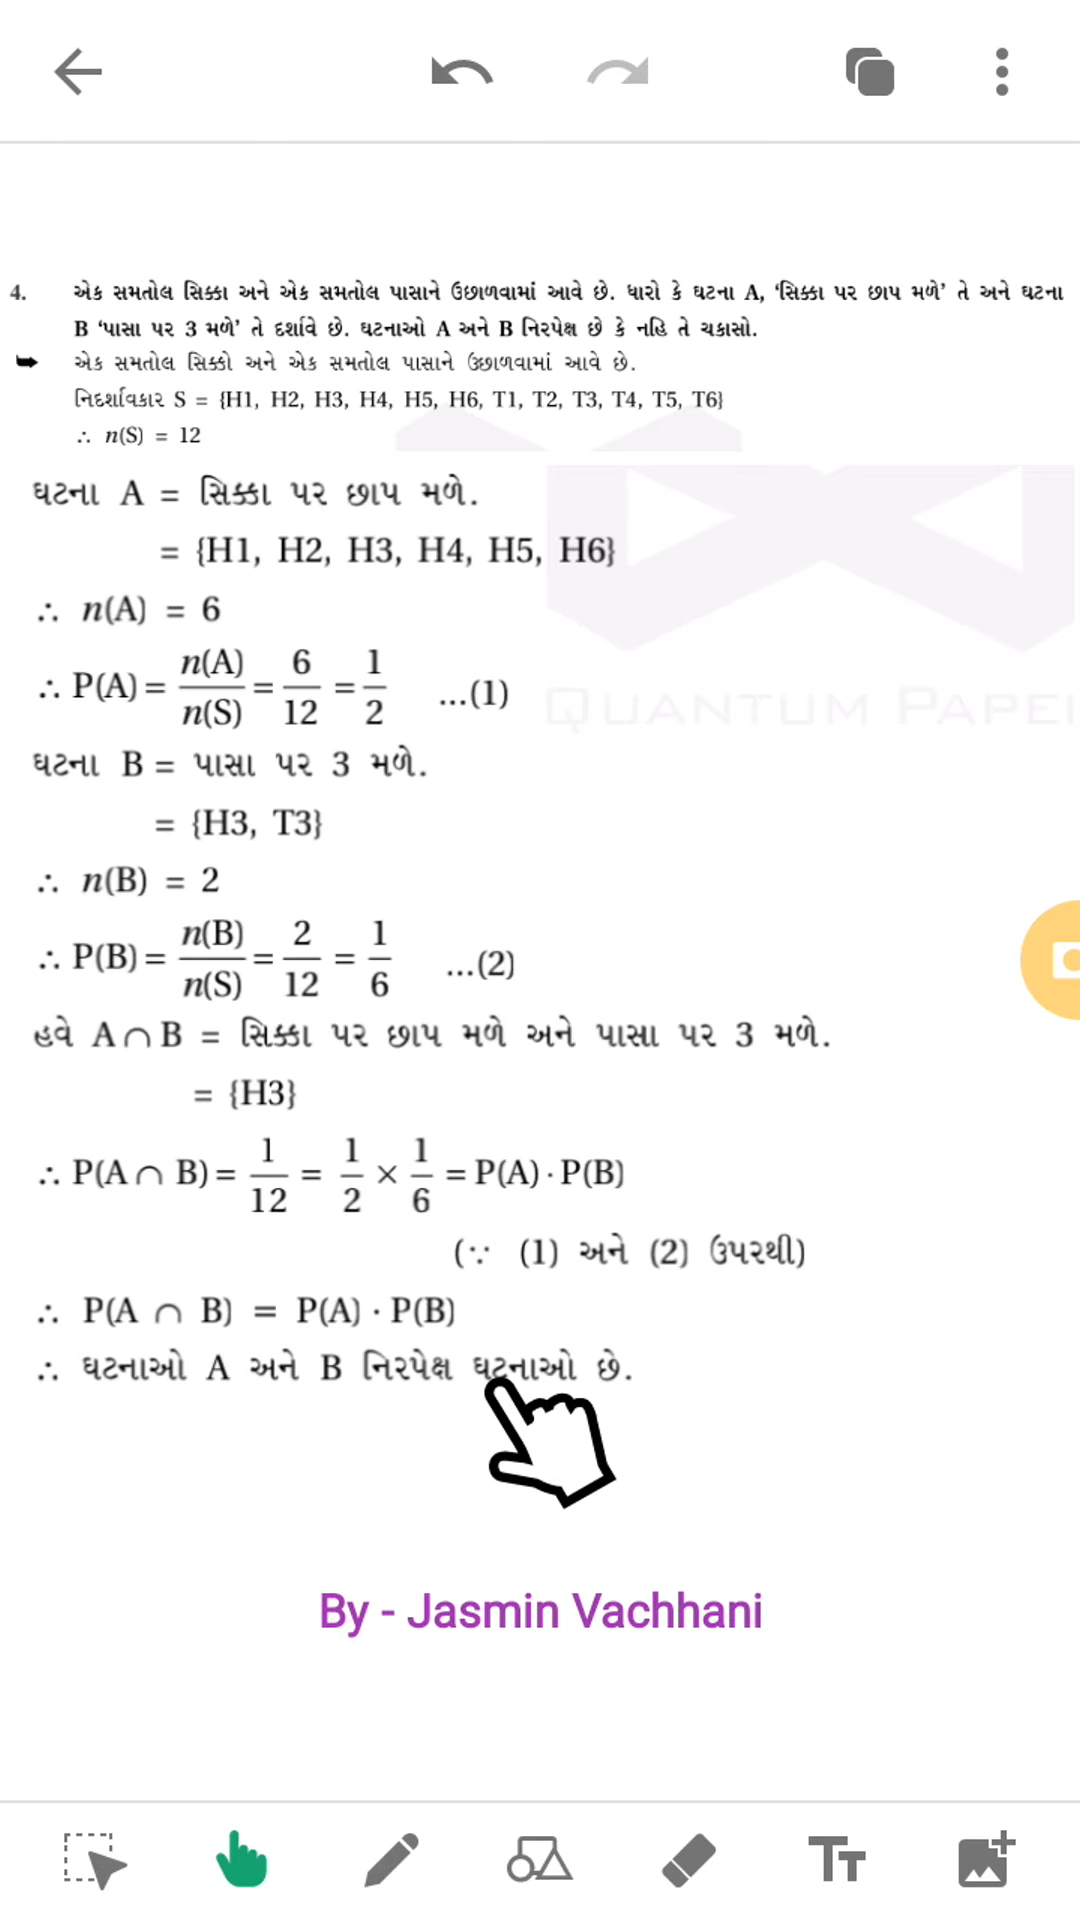 4. એક સમતોલ સિક્કા અને એક સમતોલ પાસાને ઉછાળવામાં આવે છે. ધારો કે ઘટના A, ‘સિક્કા પર છાપ મળે’ તે અને ઘટના
B ‘પાસા પર 3 મળે’ તે દર્શાવે છે. ઘટનાઓ A અને B નિરપેક્ષ છે કે નહિ તે ચકાસો.
➥ એક સમતોલ સિક્કો અને એક સમતોલ પાસાને ઉછાળવામાં આવે છે.
નિદર્શાવકાર S = {H1, H2, H3, H4, H5, H6, T1, T2, T3, T4, T5, T6}
∴ n(S) = 12
ઘટના A = સિક્કા પર છાપ મળે.
= {H1, H2, H3, H4, H5, H6}
∴ n(A) = 6
∴ P(A) = n(A)/n(S) = 6/12 = 1/2 ...(1)
QUANTUM PAPE
ઘટના B = પાસા પર 3 મળે.
= {H3, T3}
∴ n(B) = 2
∴ P(B) = n(B)/n(S) = 2/12 = 1/6 ...(2)
હવે A ∩ B = સિક્કા પર છાપ મળે અને પાસા પર 3 મળે.
= {H3}
∴ P(A ∩ B) = 1/12 = 1/2 × 1/6 = P(A) · P(B)
(∵ (1) અને (2) ઉપરથી)
∴ P(A ∩ B) = P(A) · P(B)
∴ ઘટનાઓ A અને B નિરપેક્ષ ઘટનાઓ છે.
By - Jasmin Vachhani
TT